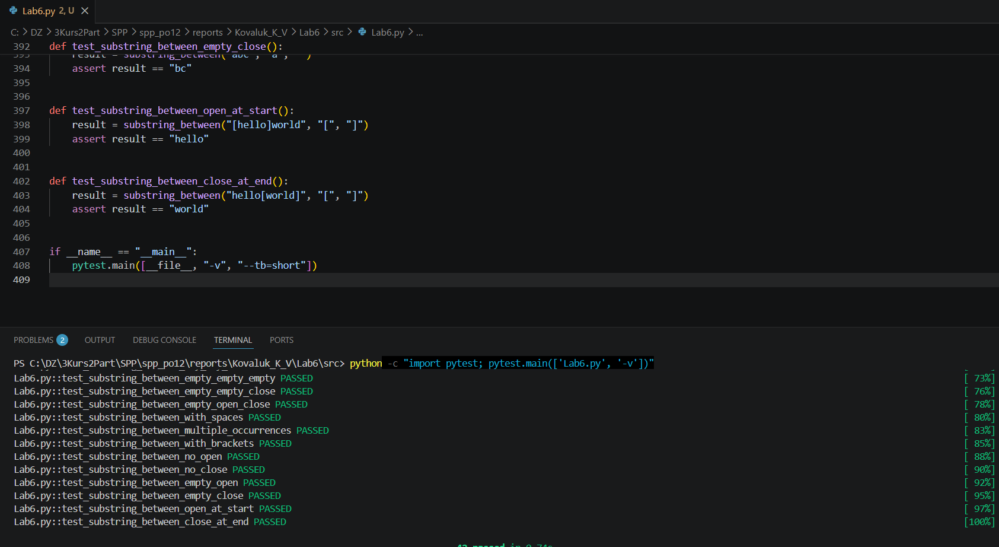 Lab6.py 2, U
C: > DZ > 3Kurs2Part > SPP > spp_po12 > reports > Kovaluk_K_V > Lab6 > src > Lab6.py > ...
392 def test_substring_between_empty_close():
393 result = substring_between("abc", "a", "")
394 assert result == "bc"
395
396
397 def test_substring_between_open_at_start():
398 result = substring_between("[hello]world", "[", "]")
399 assert result == "hello"
400
401
402 def test_substring_between_close_at_end():
403 result = substring_between("hello[world]", "[", "]")
404 assert result == "world"
405
406
407 if __name__ == "__main__":
408 pytest.main([__file__, "-v", "--tb=short"])
409
PROBLEMS 2 OUTPUT DEBUG CONSOLE TERMINAL PORTS
PS C:\DZ\3Kurs2Part\SPP\spp_po12\reports\Kovaluk_K_V\Lab6\src> python -c "import pytest; pytest.main(['Lab6.py', '-v'])"
Lab6.py::test_substring_between_empty_empty_empty PASSED [ 73%]
Lab6.py::test_substring_between_empty_empty_close PASSED [ 76%]
Lab6.py::test_substring_between_empty_open_close PASSED [ 78%]
Lab6.py::test_substring_between_with_spaces PASSED [ 80%]
Lab6.py::test_substring_between_multiple_occurrences PASSED [ 83%]
Lab6.py::test_substring_between_with_brackets PASSED [ 85%]
Lab6.py::test_substring_between_no_open PASSED [ 88%]
Lab6.py::test_substring_between_no_close PASSED [ 90%]
Lab6.py::test_substring_between_empty_open PASSED [ 92%]
Lab6.py::test_substring_between_empty_close PASSED [ 95%]
Lab6.py::test_substring_between_open_at_start PASSED [ 97%]
Lab6.py::test_substring_between_close_at_end PASSED [100%]
passed in